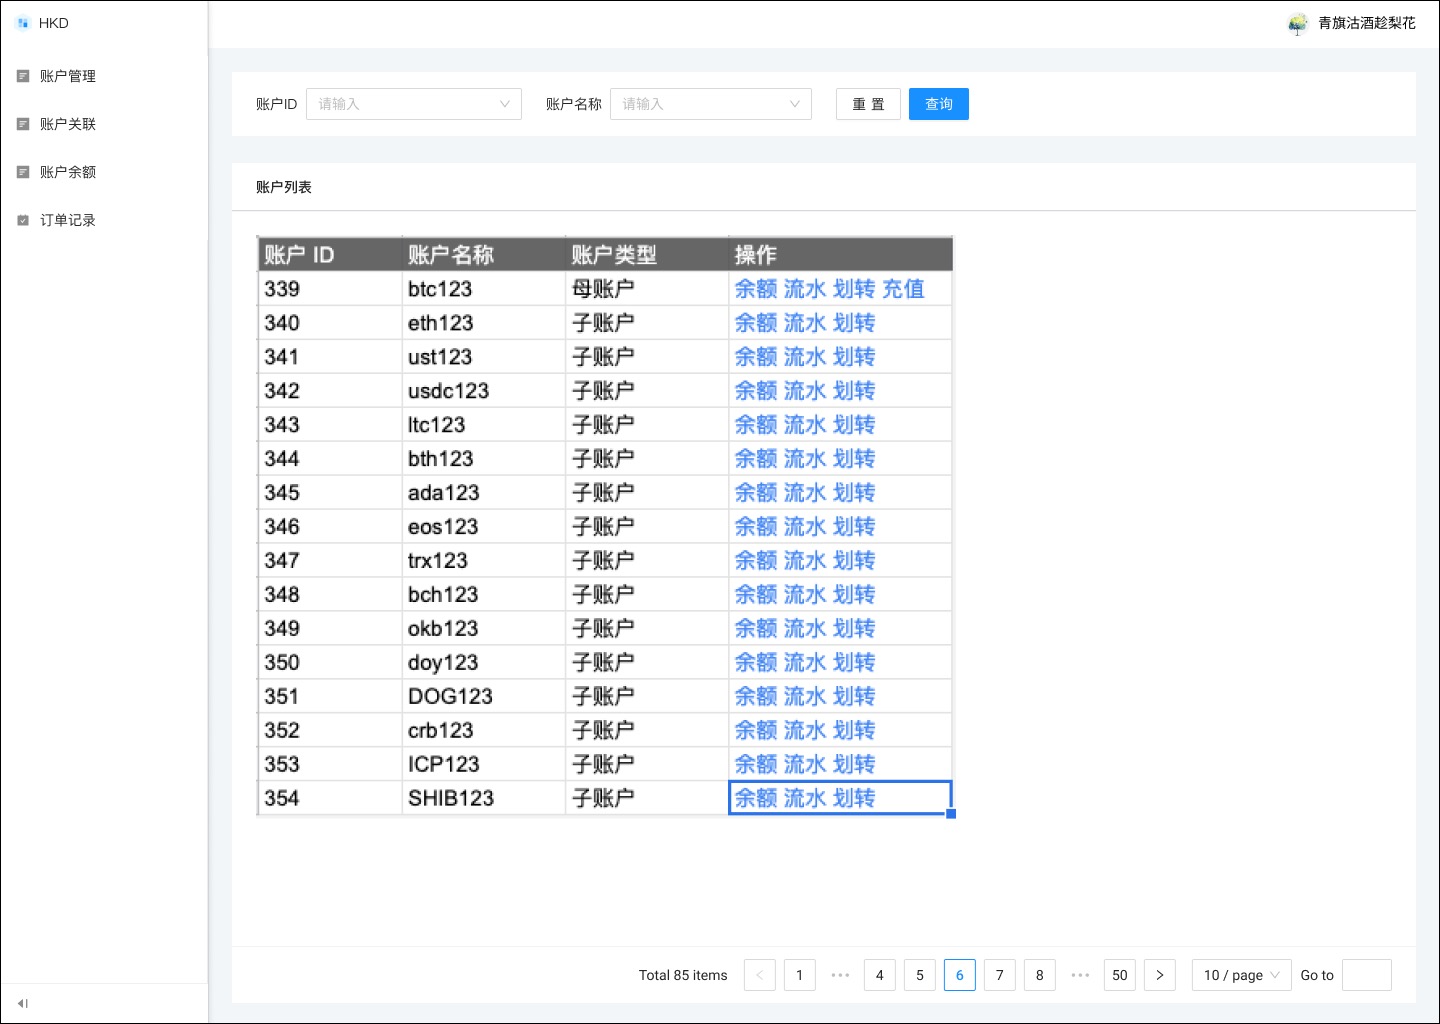 HKD
青旗沽酒趁梨花
账户管理
账户关联
账户余额
订单记录
账户ID 请输入 账户名称 请输入 重 置 查询
账户列表
账户 ID 账户名称 账户类型 操作
339 btc123 母账户 余额 流水 划转 充值
340 eth123 子账户 余额 流水 划转
341 ust123 子账户 余额 流水 划转
342 usdc123 子账户 余额 流水 划转
343 ltc123 子账户 余额 流水 划转
344 bth123 子账户 余额 流水 划转
345 ada123 子账户 余额 流水 划转
346 eos123 子账户 余额 流水 划转
347 trx123 子账户 余额 流水 划转
348 bch123 子账户 余额 流水 划转
349 okb123 子账户 余额 流水 划转
350 doy123 子账户 余额 流水 划转
351 DOG123 子账户 余额 流水 划转
352 crb123 子账户 余额 流水 划转
353 ICP123 子账户 余额 流水 划转
354 SHIB123 子账户 余额 流水 划转
Total 85 items < 1 ••• 4 5 6 7 8 ••• 50 > 10 / page Go to